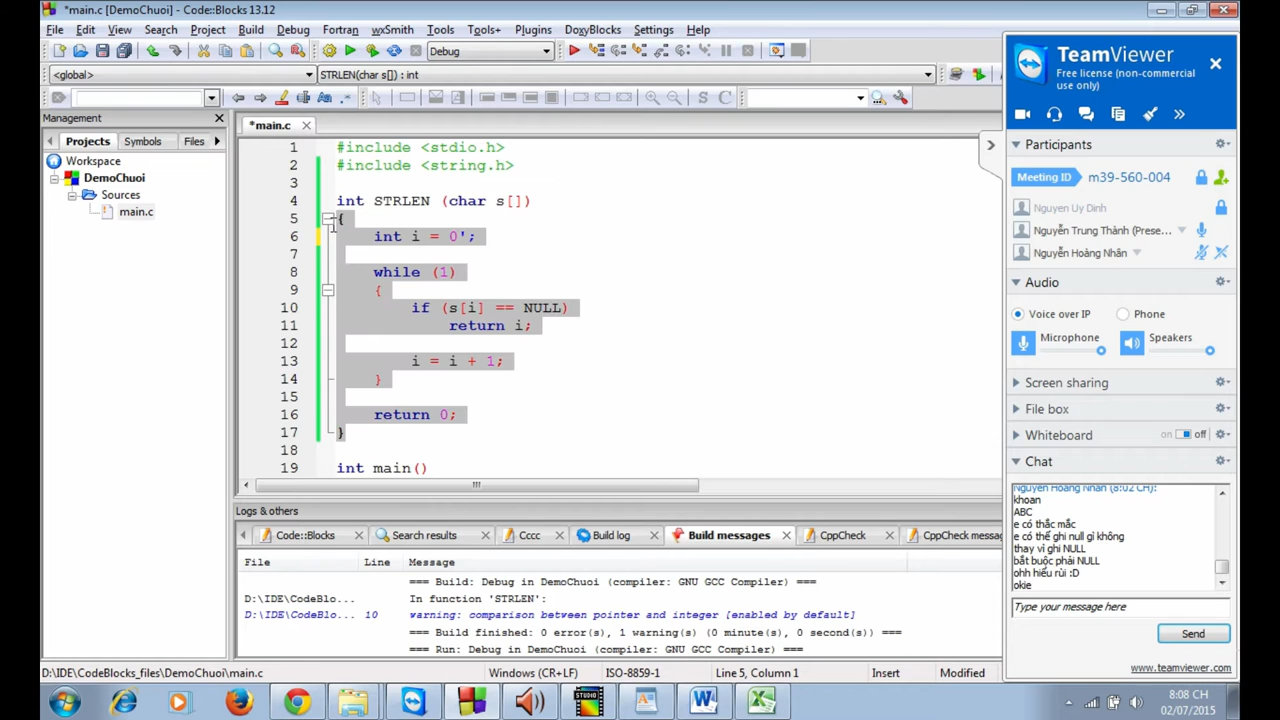 *main.c [DemoChuoi] - Code::Blocks 13.12
File Edit View Search Project Build Debug Fortran wxSmith Tools Tools+ Plugins DoxyBlocks Settings Help
Debug
<global> STRLEN(char s[]) : int
Management
Projects Symbols Files
Workspace
DemoChuoi
Sources
main.c
*main.c
1 #include <stdio.h>
2 #include <string.h>
3
4 int STRLEN (char s[])
5 {
6 int i = 0';
7
8 while (1)
9 {
10 if (s[i] == NULL)
11 return i;
12
13 i = i + 1;
14 }
15
16 return 0;
17 }
18
19 int main()
Logs & others
Code::Blocks Search results Cccc Build log Build messages CppCheck CppCheck messag
File Line Message
=== Build: Debug in DemoChuoi (compiler: GNU GCC Compiler) ===
D:\IDE\CodeBlo... In function 'STRLEN':
D:\IDE\CodeBlo... 10 warning: comparison between pointer and integer [enabled by default]
=== Build finished: 0 error(s), 1 warning(s) (0 minute(s), 0 second(s)) ===
=== Run: Debug in DemoChuoi (compiler: GNU GCC Compiler) ===
D:\IDE\CodeBlocks_files\DemoChuoi\main.c Windows (CR+LF) ISO-8859-1 Line 5, Column 1 Insert Modified
TeamViewer
Free license (non-commercial
use only)
Participants
Meeting ID m39-560-004
Nguyen Uy Dinh
Nguyễn Trung Thành (Prese...
Nguyễn Hoàng Nhân
Audio
Voice over IP Phone
Microphone Speakers
Screen sharing
File box
Whiteboard on off
Chat
Nguyễn Hoàng Nhân (8:02 CH):
khoan
ABC
e có thắc mắc
e có thể ghi null gì không
thay vì ghi NULL
bắt buộc phải NULL
ohh hiểu rùi :D
okie
Type your message here
Send
www.teamviewer.com
STUDIO
8:08 CH
02/07/2015